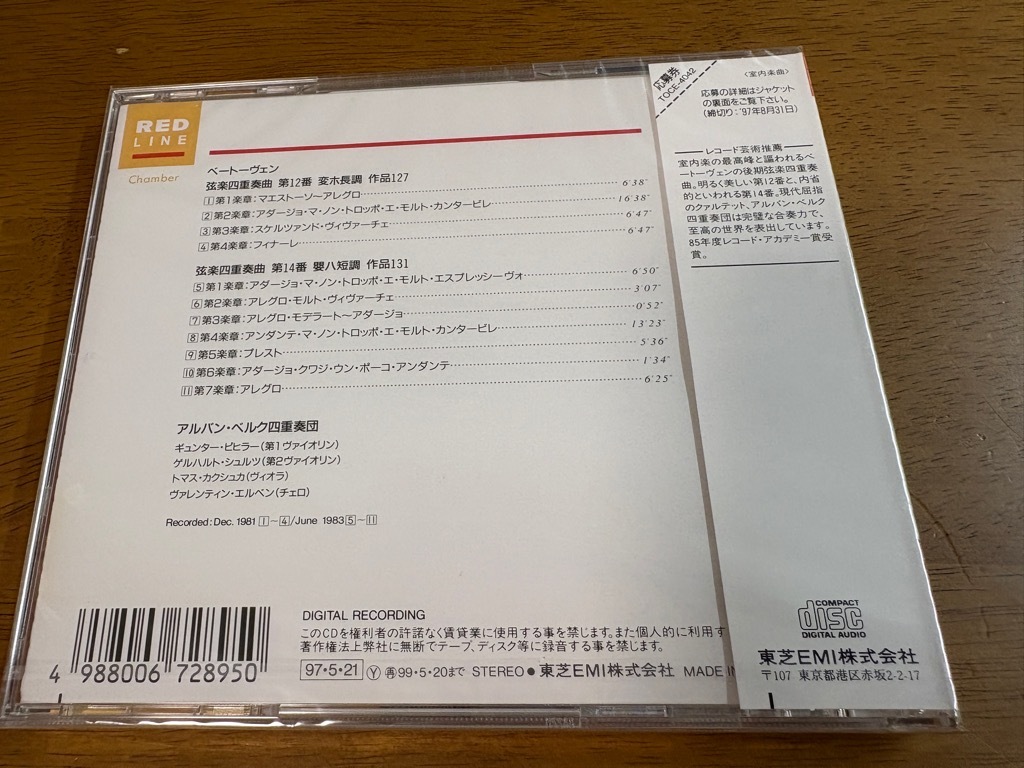 RED
LINE
Chamber
ベートーヴェン
弦楽四重奏曲 第12番 変ホ長調 作品127
1 第1楽章:マエストーソ〜アレグロ 6'38"
2 第2楽章:アダージョ・マ・ノン・トロッポ・エ・モルト・カンタービレ 16'38"
3 第3楽章:スケルツァンド・ヴィヴァーチェ 6'47"
4 第4楽章:フィナーレ 6'47"
弦楽四重奏曲 第14番 嬰ハ短調 作品131
5 第1楽章:アダージョ・マ・ノン・トロッポ・エ・モルト・エスプレッシーヴォ 6'50"
6 第2楽章:アレグロ・モルト・ヴィヴァーチェ 3'07"
7 第3楽章:アレグロ・モデラート〜アダージョ 0'52"
8 第4楽章:アンダンテ・マ・ノン・トロッポ・エ・モルト・カンタービレ 13'23"
9 第5楽章:プレスト 5'36"
10 第6楽章:アダージョ・クワジ・ウン・ポーコ・アンダンテ 1'34"
11 第7楽章:アレグロ 6'25"
アルバン・ベルク四重奏団
ギュンター・ピヒラー(第1ヴァイオリン)
ゲルハルト・シュルツ(第2ヴァイオリン)
トマス・カクシュカ(ヴィオラ)
ヴァレンティン・エルベン(チェロ)
Recorded: Dec. 1981 1〜4/June 1983 5〜11
4 988006 728950
DIGITAL RECORDING
このCDを権利者の許諾なく賃貸業に使用する事を禁じます。また個人的に利用す
著作権法上弊社に無断でテープ、ディスク等に録音する事を禁じます。
97・5・21 Ⓨ 再 99・5・20まで STEREO ● 東芝EMI株式会社 MADE IN
応募券
TOCE-4042
〈室内楽曲〉
応募の詳細はジャケット
の裏面をご覧下さい。
(締切り:'97年8月31日)
レコード芸術推薦
室内楽の最高峰と謳われるベ
ートーヴェンの後期弦楽四重奏
曲。明るく美しい第12番と、内省
的といわれる第14番。現代屈指
のクァルテット、アルバン・ベルク
四重奏団は完璧な合奏力で、
至高の世界を表出しています。
85年度レコード・アカデミー賞受
賞。
COMPACT
disc
DIGITAL AUDIO
東芝EMI株式会社
〒107 東京都港区赤坂2-2-17